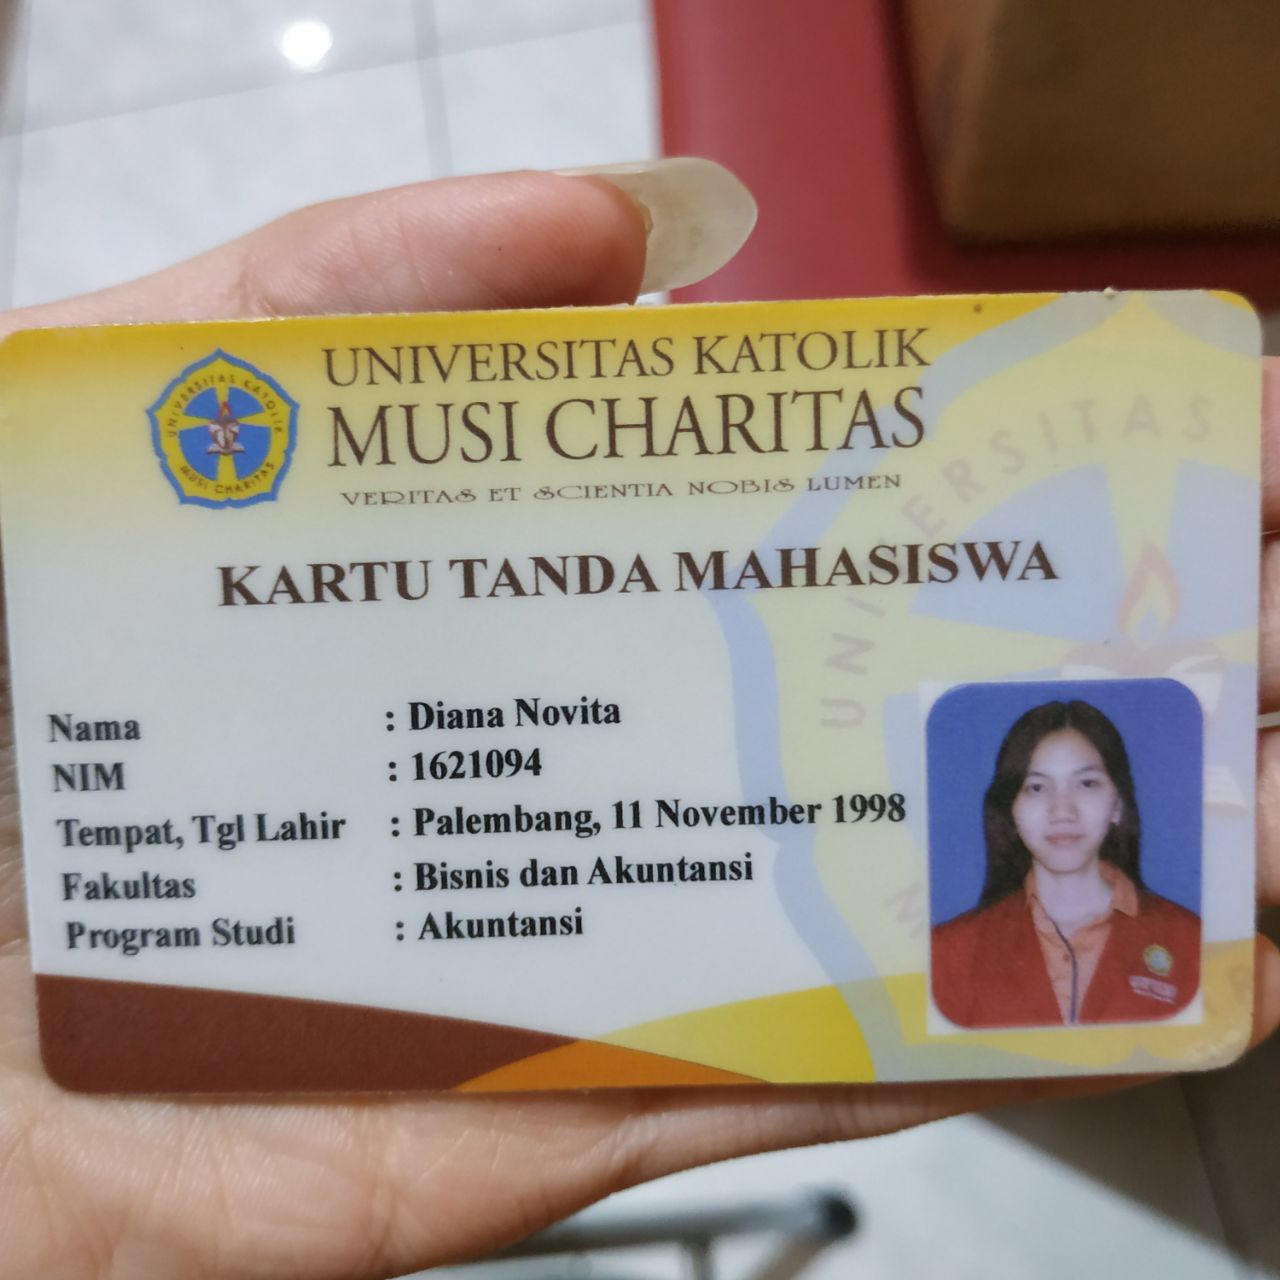 UNIVERSITAS KATOLIK
MUSI CHARITAS
VERITAS ET SCIENTIA NOBIS LUMEN
UNIVERSITAS KATOLIK
MUSI CHARITAS
UNIVERSITAS
KARTU TANDA MAHASISWA
Nama : Diana Novita
NIM : 1621094
Tempat, Tgl Lahir : Palembang, 11 November 1998
Fakultas : Bisnis dan Akuntansi
Program Studi : Akuntansi